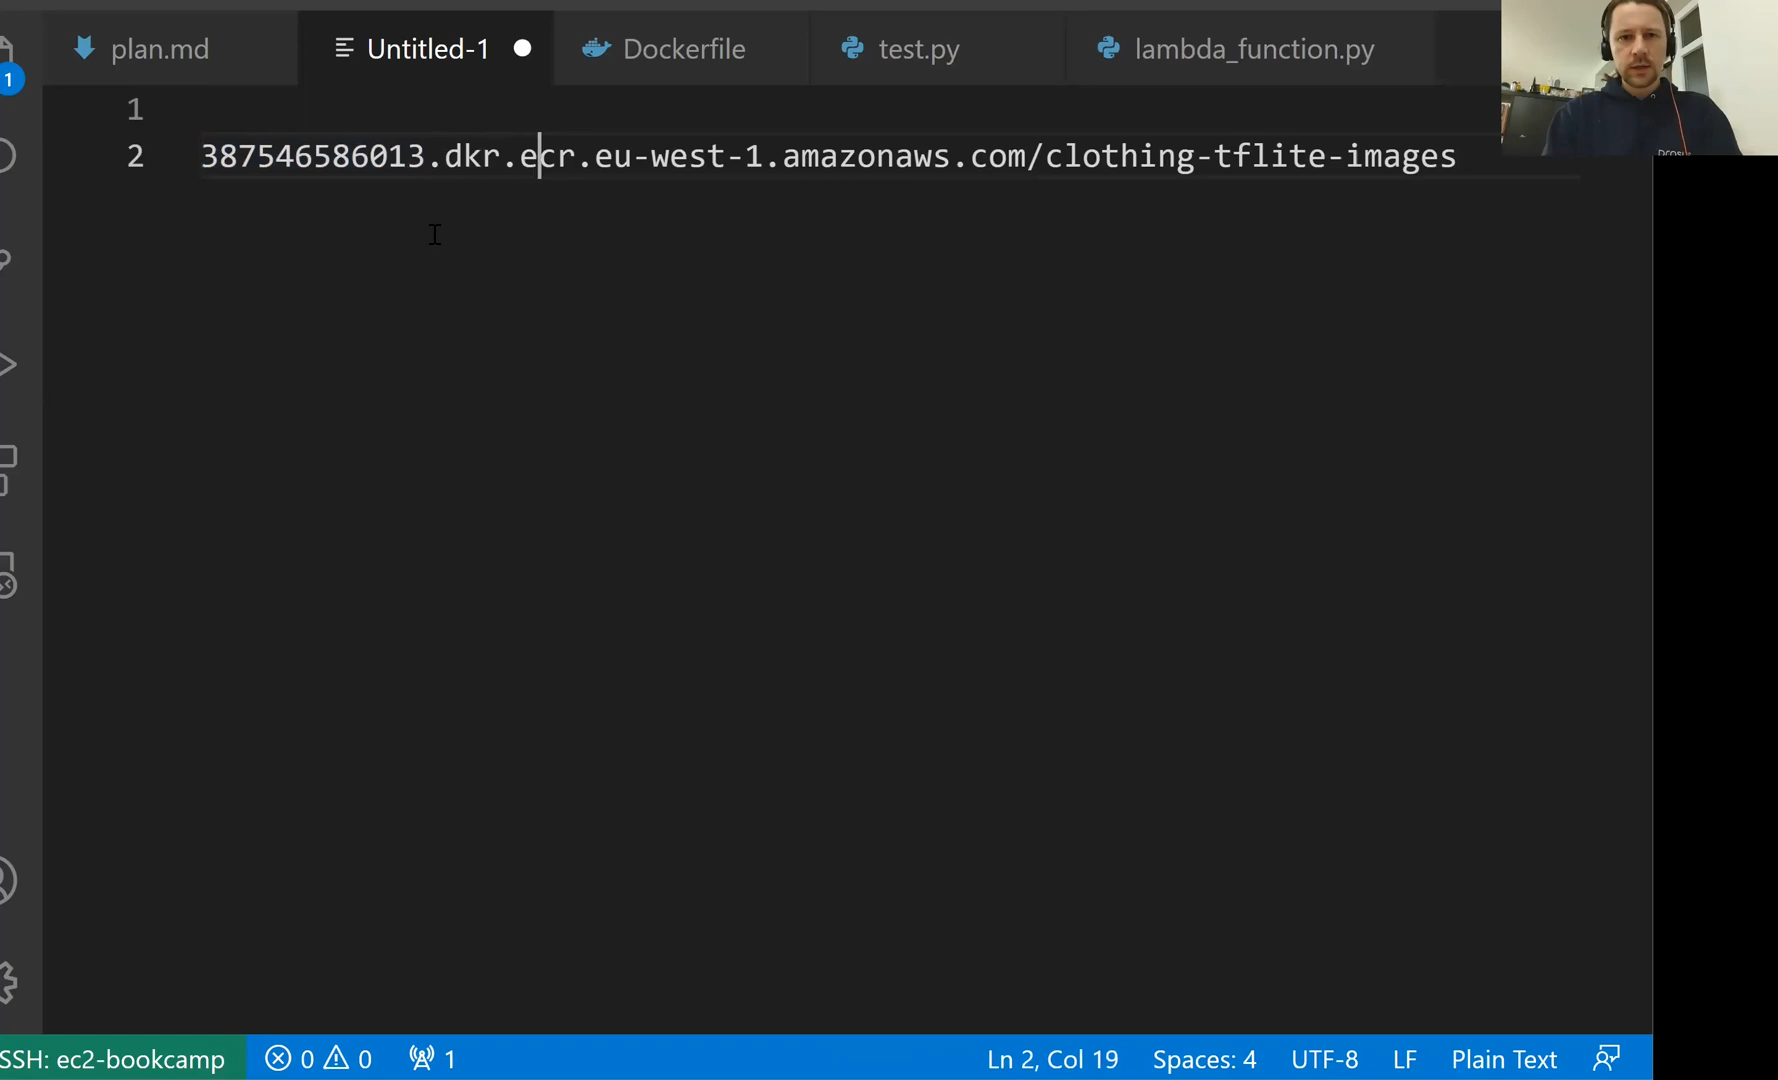 plan.md Untitled-1 Dockerfile test.py lambda_function.py
1
1
2 387546586013.dkr.ecr.eu-west-1.amazonaws.com/clothing-tflite-images
SSH: ec2-bookcamp 0 0 1 Ln 2, Col 19 Spaces: 4 UTF-8 LF Plain Text